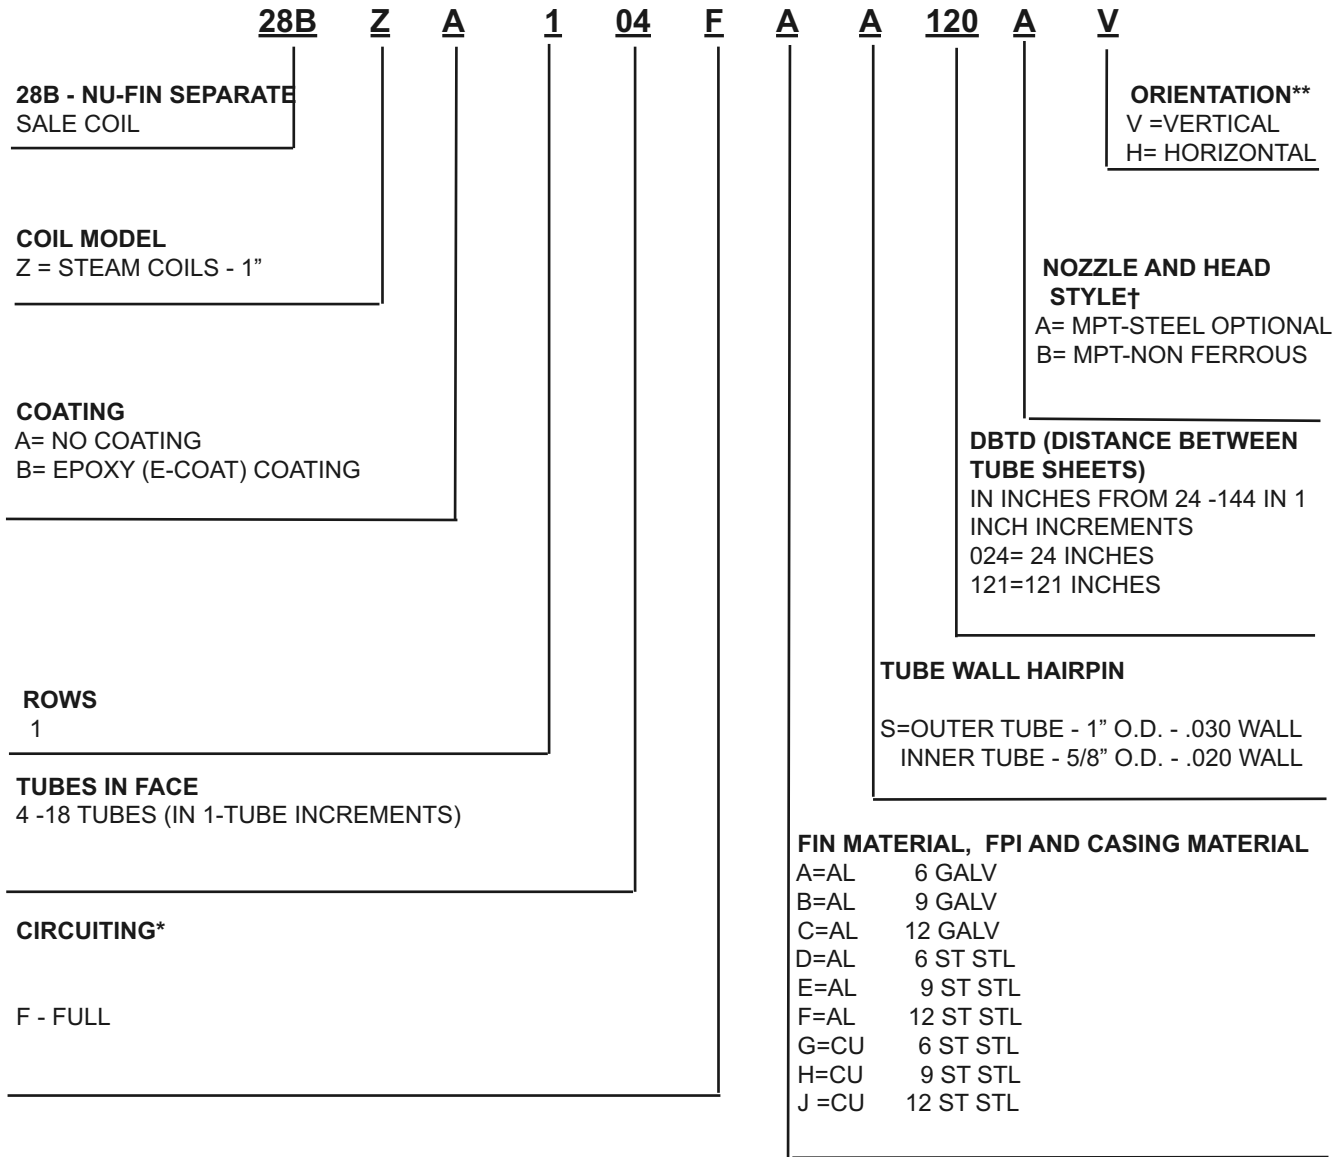 28B Z A 1 04 F A A 120 A V
28B - NU-FIN SEPARATE
SALE COIL
ORIENTATION**
V =VERTICAL
H= HORIZONTAL
COIL MODEL
Z = STEAM COILS - 1”
NOZZLE AND HEAD
STYLE†
A= MPT-STEEL OPTIONAL
B= MPT-NON FERROUS
COATING
A= NO COATING
B= EPOXY (E-COAT) COATING
DBTD (DISTANCE BETWEEN
TUBE SHEETS)
IN INCHES FROM 24 -144 IN 1
INCH INCREMENTS
024= 24 INCHES
121=121 INCHES
ROWS
1
TUBE WALL HAIRPIN
S=OUTER TUBE - 1” O.D. - .030 WALL
INNER TUBE - 5/8” O.D. - .020 WALL
TUBES IN FACE
4 -18 TUBES (IN 1-TUBE INCREMENTS)
FIN MATERIAL, FPI AND CASING MATERIAL
A=AL 6 GALV
B=AL 9 GALV
C=AL 12 GALV
D=AL 6 ST STL
E=AL 9 ST STL
F=AL 12 ST STL
G=CU 6 ST STL
H=CU 9 ST STL
J =CU 12 ST STL
CIRCUITING*
F - FULL